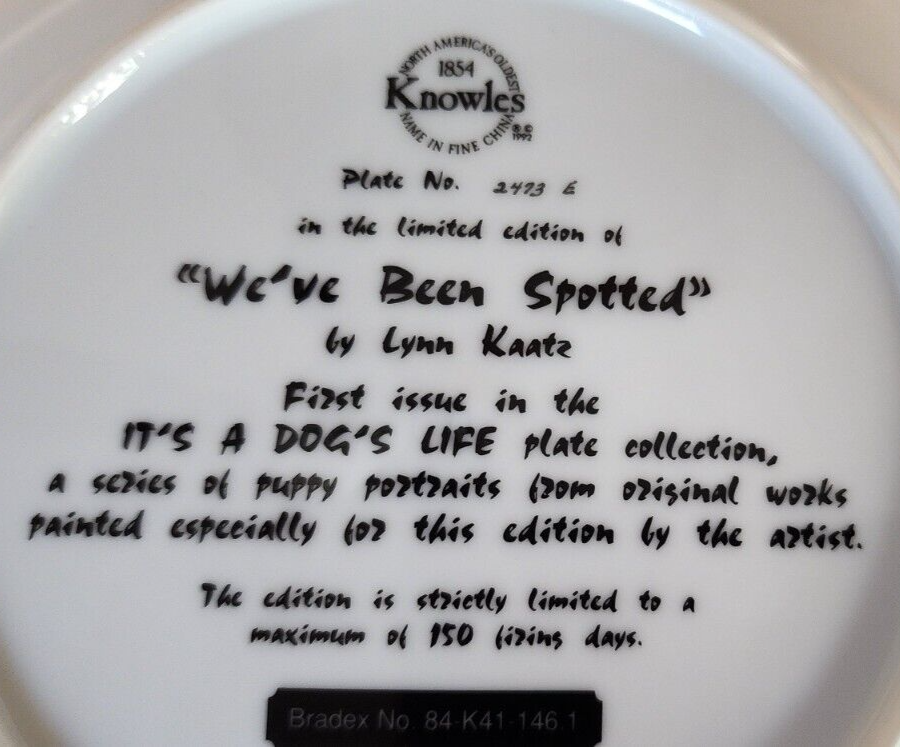 NORTH AMERICA'S OLDEST
1854
Knowles
NAME IN FINE CHINA
® © 1992
Plate No. 2473 E
in the limited edition of
“We've Been Spotted”
by Lynn Kaatz
First issue in the
IT'S A DOG'S LIFE plate collection,
a series of puppy portraits from original works
painted especially for this edition by the artist.
The edition is strictly limited to a
maximum of 150 firing days.
Bradex No. 84-K41-146.1